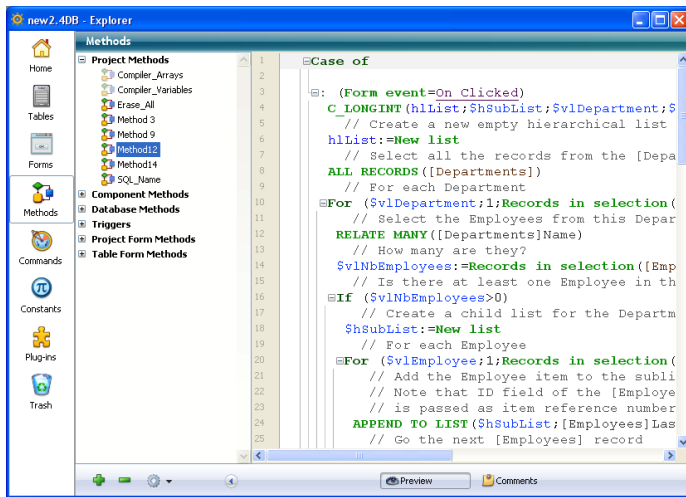 new2.4DB - Explorer
Home
Tables
Forms
Methods
Commands
Constants
Plug-ins
Trash
Methods
Project Methods
Compiler_Arrays
Compiler_Variables
Erase_All
Method 3
Method 9
Method12
Method14
SQL_Name
Component Methods
Database Methods
Triggers
Project Form Methods
Table Form Methods
1 Case of
2
3 : (Form event=On Clicked)
4 C_LONGINT(hlList;$hSubList;$vlDepartment;$
5 // Create a new empty hierarchical list
6 hlList:=New list
7 // Select all the records from the [Depa
8 ALL RECORDS([Departments])
9 // For each Department
10 For ($vlDepartment;1;Records in selection(
11 // Select the Employees from this Depar
12 RELATE MANY([Departments]Name)
13 // How many are they?
14 $vlNbEmployees:=Records in selection([Emp
15 // Is there at least one Employee in th
16 If ($vlNbEmployees>0)
17 // Create a child list for the Departm
18 $hSubList:=New list
19 // For each Employee
20 For ($vlEmployee;1;Records in selection(
21 // Add the Employee item to the subli
22 // Note that ID field of the [Employe
23 // is passed as item reference number
24 APPEND TO LIST($hSubList;[Employees]Las
25 // Go the next [Employees] record
Preview
Comments